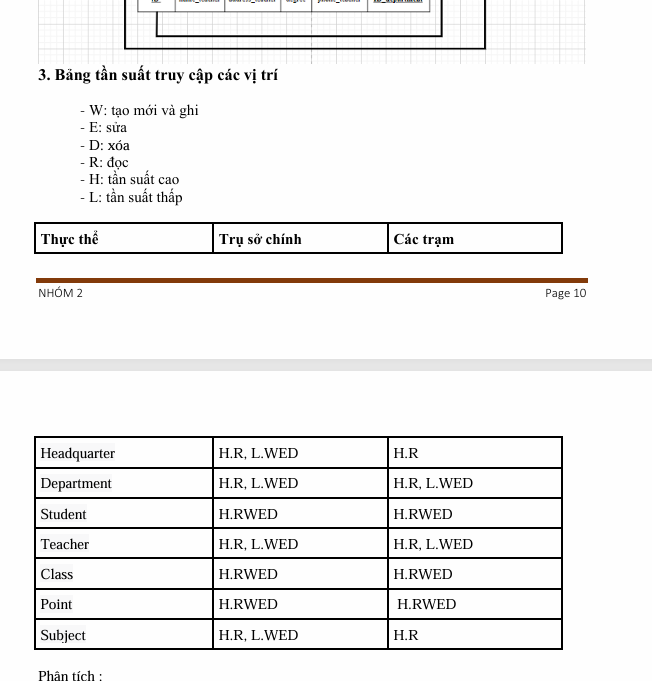 3. Bảng tần suất truy cập các vị trí
- W: tạo mới và ghi
- E: sửa
- D: xóa
- R: đọc
- H: tần suất cao
- L: tần suất thấp
Thực thể Trụ sở chính Các trạm
NHÓM 2 Page 10
Headquarter H.R, L.WED H.R
Department H.R, L.WED H.R, L.WED
Student H.RWED H.RWED
Teacher H.R, L.WED H.R, L.WED
Class H.RWED H.RWED
Point H.RWED H.RWED
Subject H.R, L.WED H.R
Phân tích :